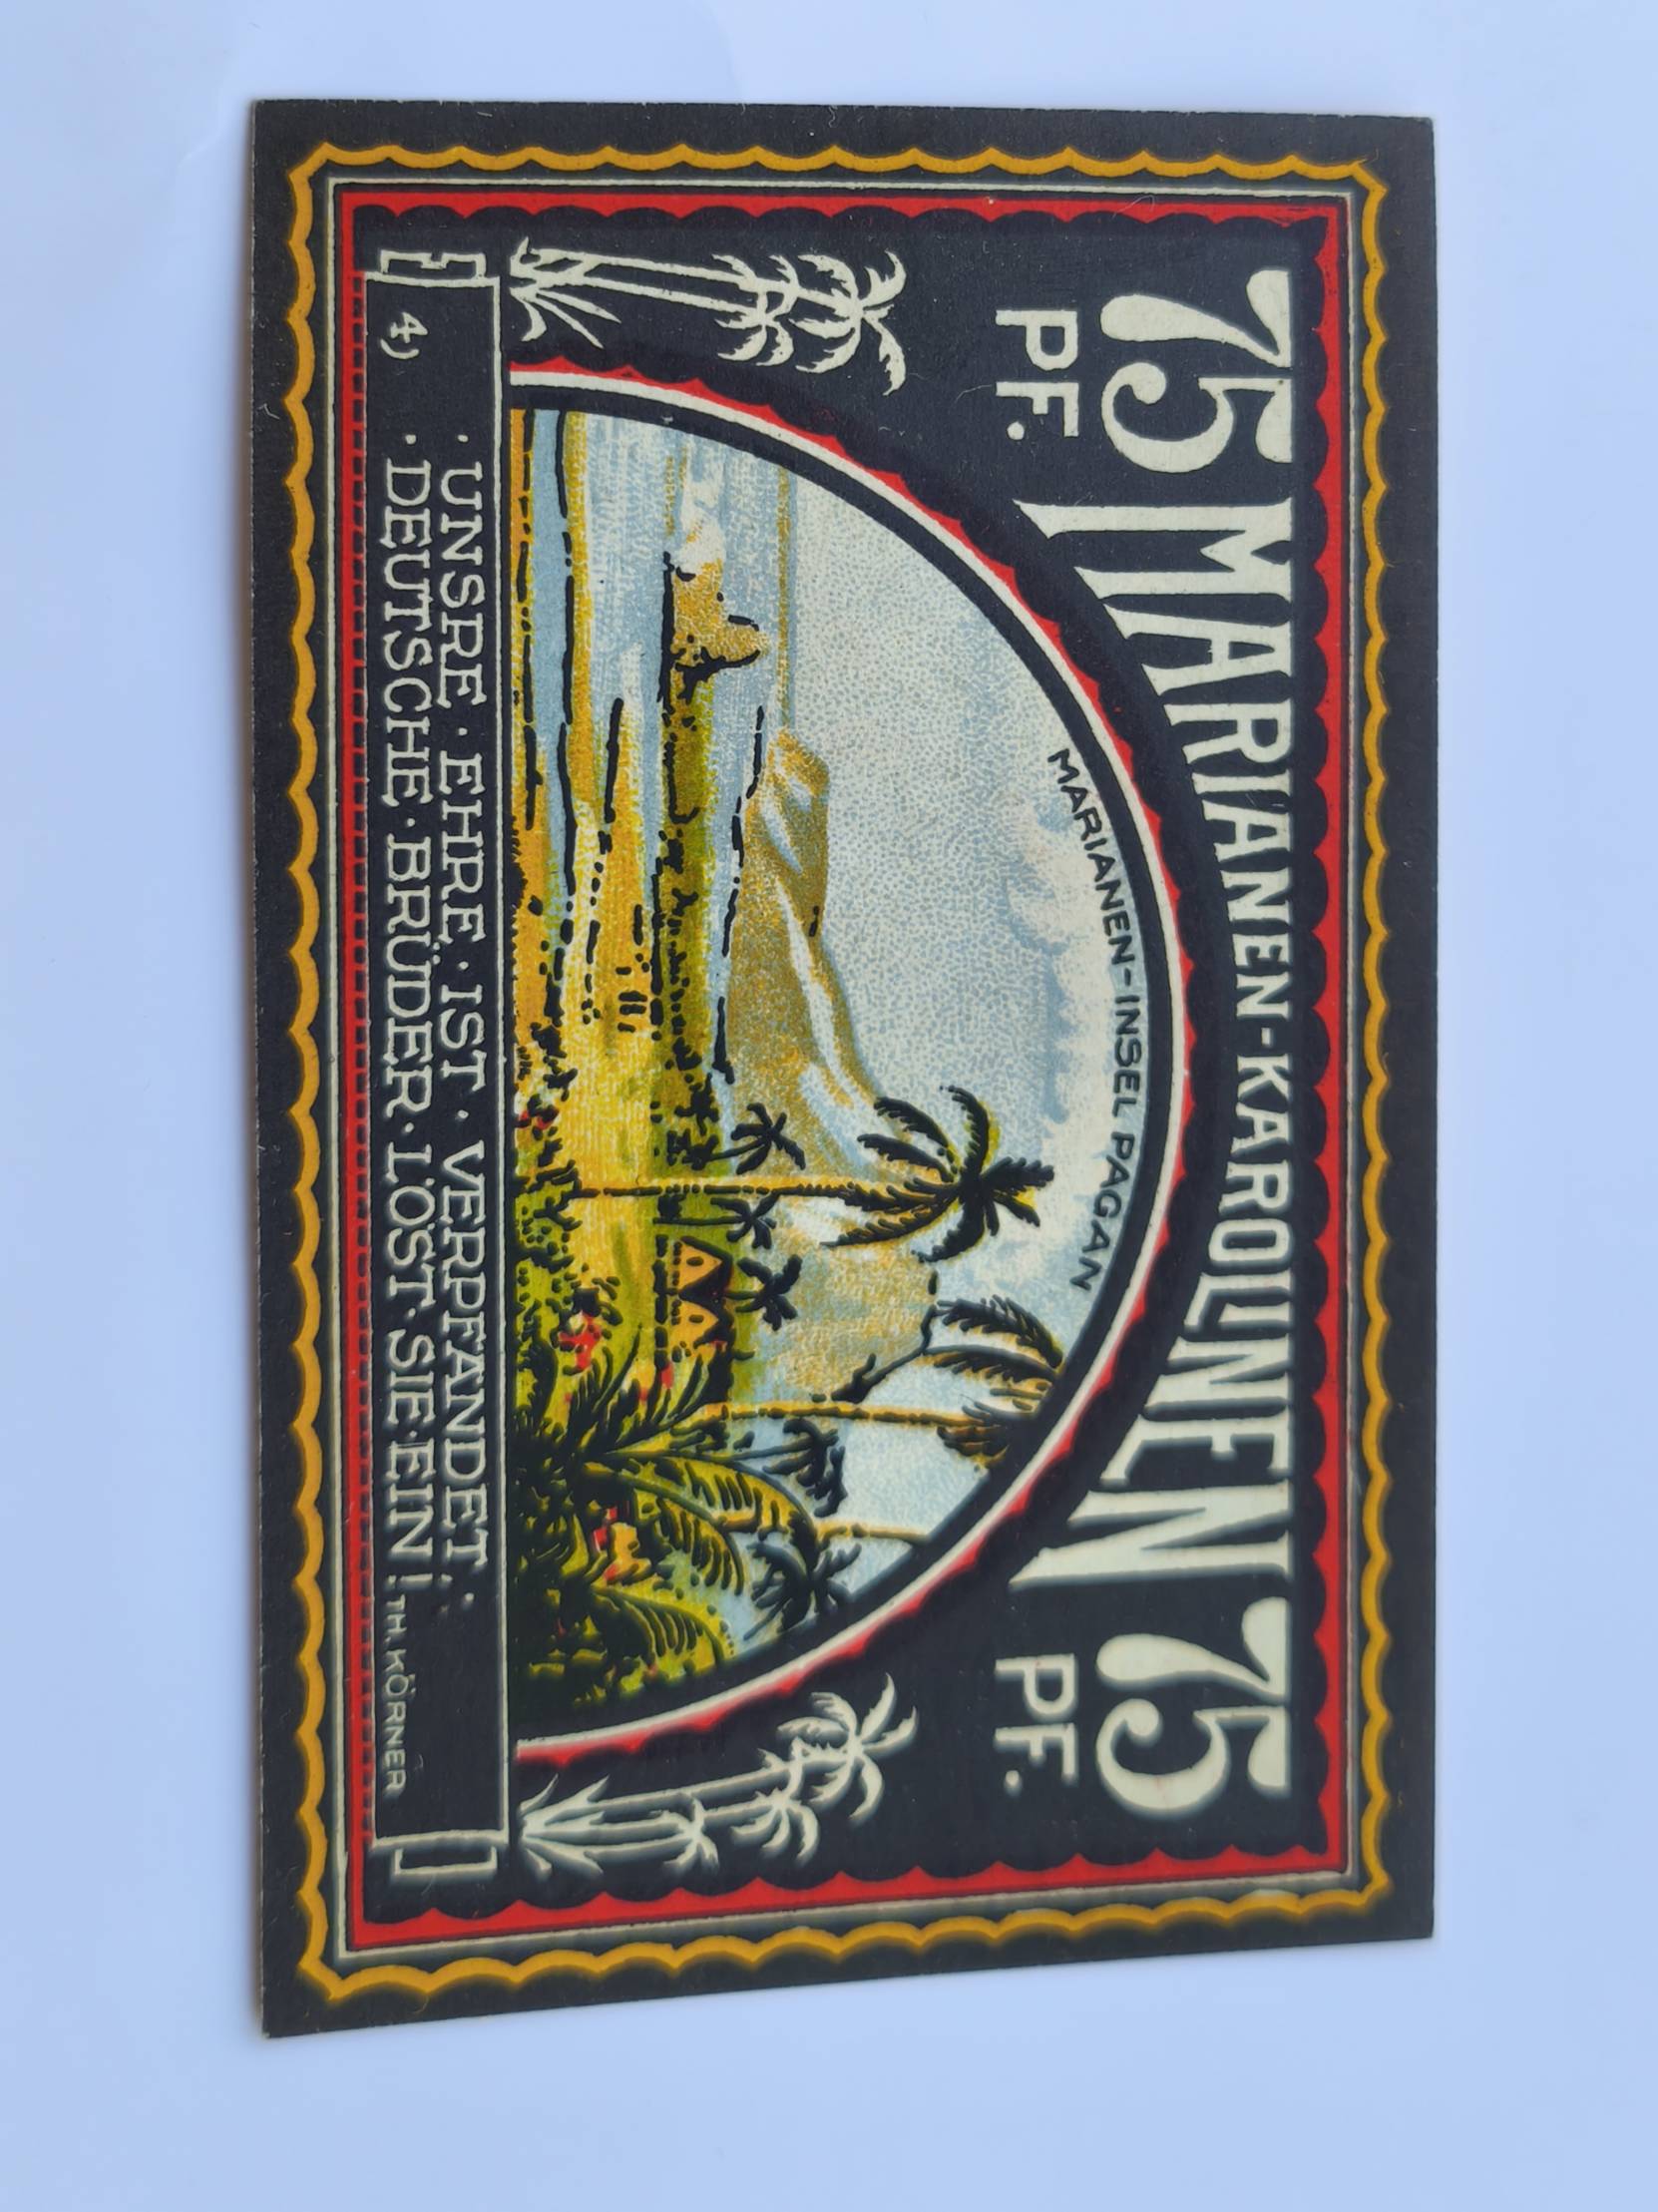 75 MARIANEN-KAROLINEN 75
PF. PF.
MARIANEN-INSEL PAGAN
4) · UNSRE · EHRE · IST · VERPFÄNDET ·
· DEUTSCHE · BRÜDER · LÖST · SIE · EIN! TH. KÖRNER